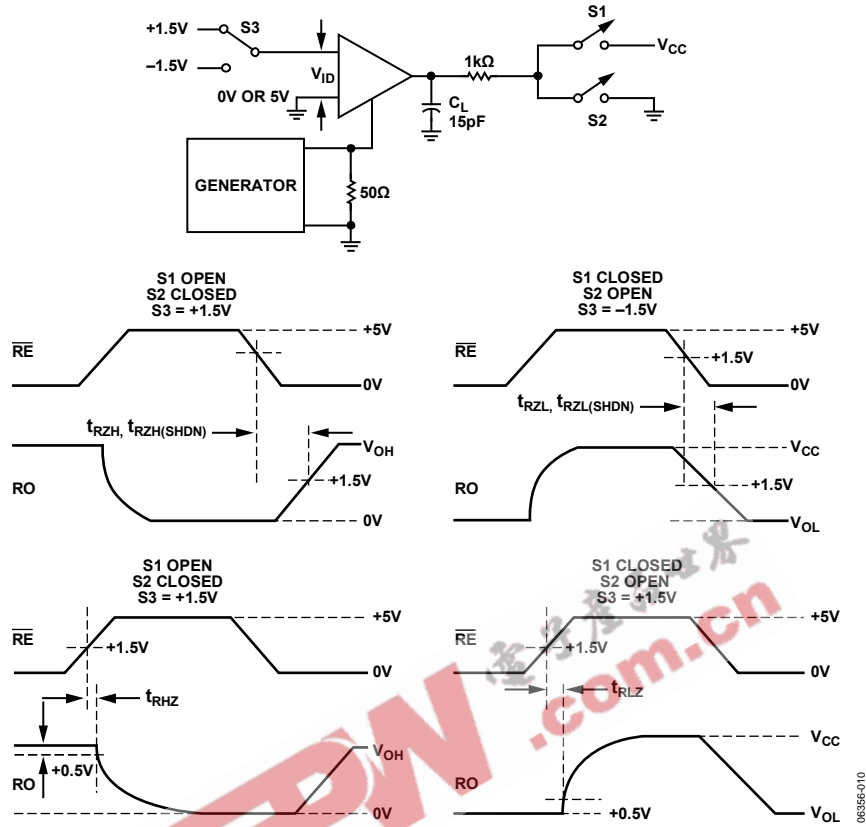 +1.5V
S3
–1.5V
V_ID
0V OR 5V
1kΩ
C_L
15pF
S1
V_CC
S2
GENERATOR
50Ω
S1 OPEN
S2 CLOSED
S3 = +1.5V
+5V
RE
0V
t_RZH, t_RZH(SHDN)
V_OH
+1.5V
RO
0V
S1 CLOSED
S2 OPEN
S3 = –1.5V
+5V
RE
+1.5V
0V
t_RZL, t_RZL(SHDN)
V_CC
RO
+1.5V
V_OL
S1 OPEN
S2 CLOSED
S3 = +1.5V
+5V
RE
+1.5V
0V
t_RHZ
V_OH
RO
+0.5V
0V
S1 CLOSED
S2 OPEN
S3 = +1.5V
+5V
RE
+1.5V
0V
t_RLZ
V_CC
RO
+0.5V
V_OL
06356-010
.com.cn